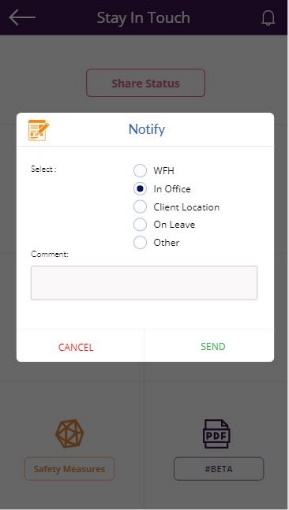 Stay In Touch
Share Status
Notify
Select:
WFH
In Office
Client Location
On Leave
Other
Comment:
CANCEL
SEND
PDF
Safety Measures
#BETA